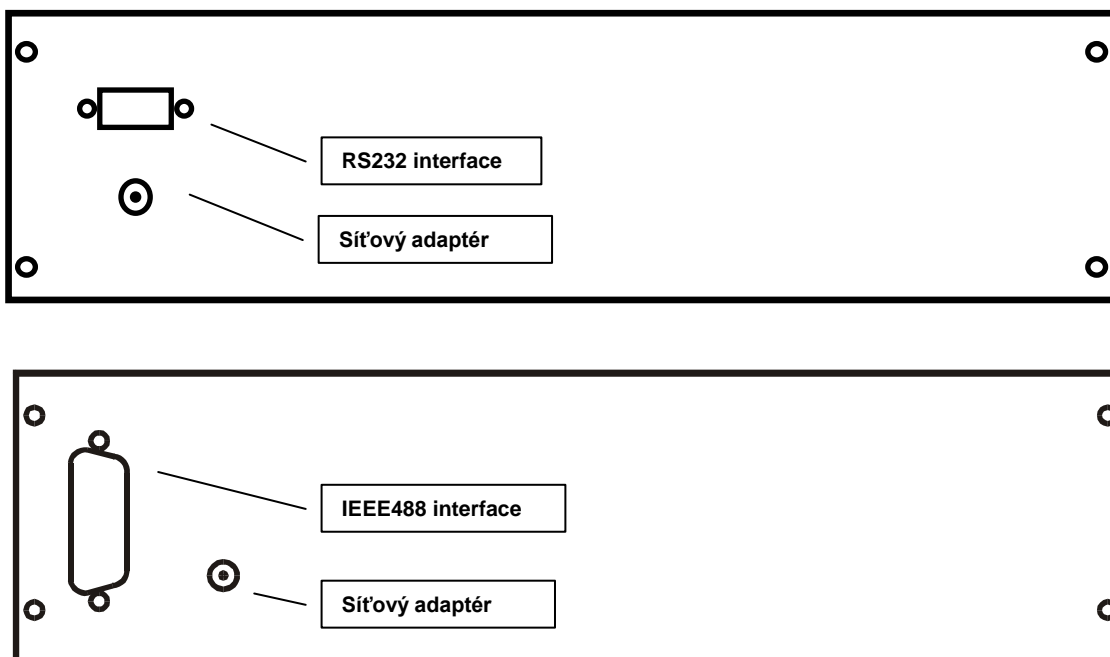 RS232 interface
Síťový adaptér
IEEE488 interface
Síťový adaptér